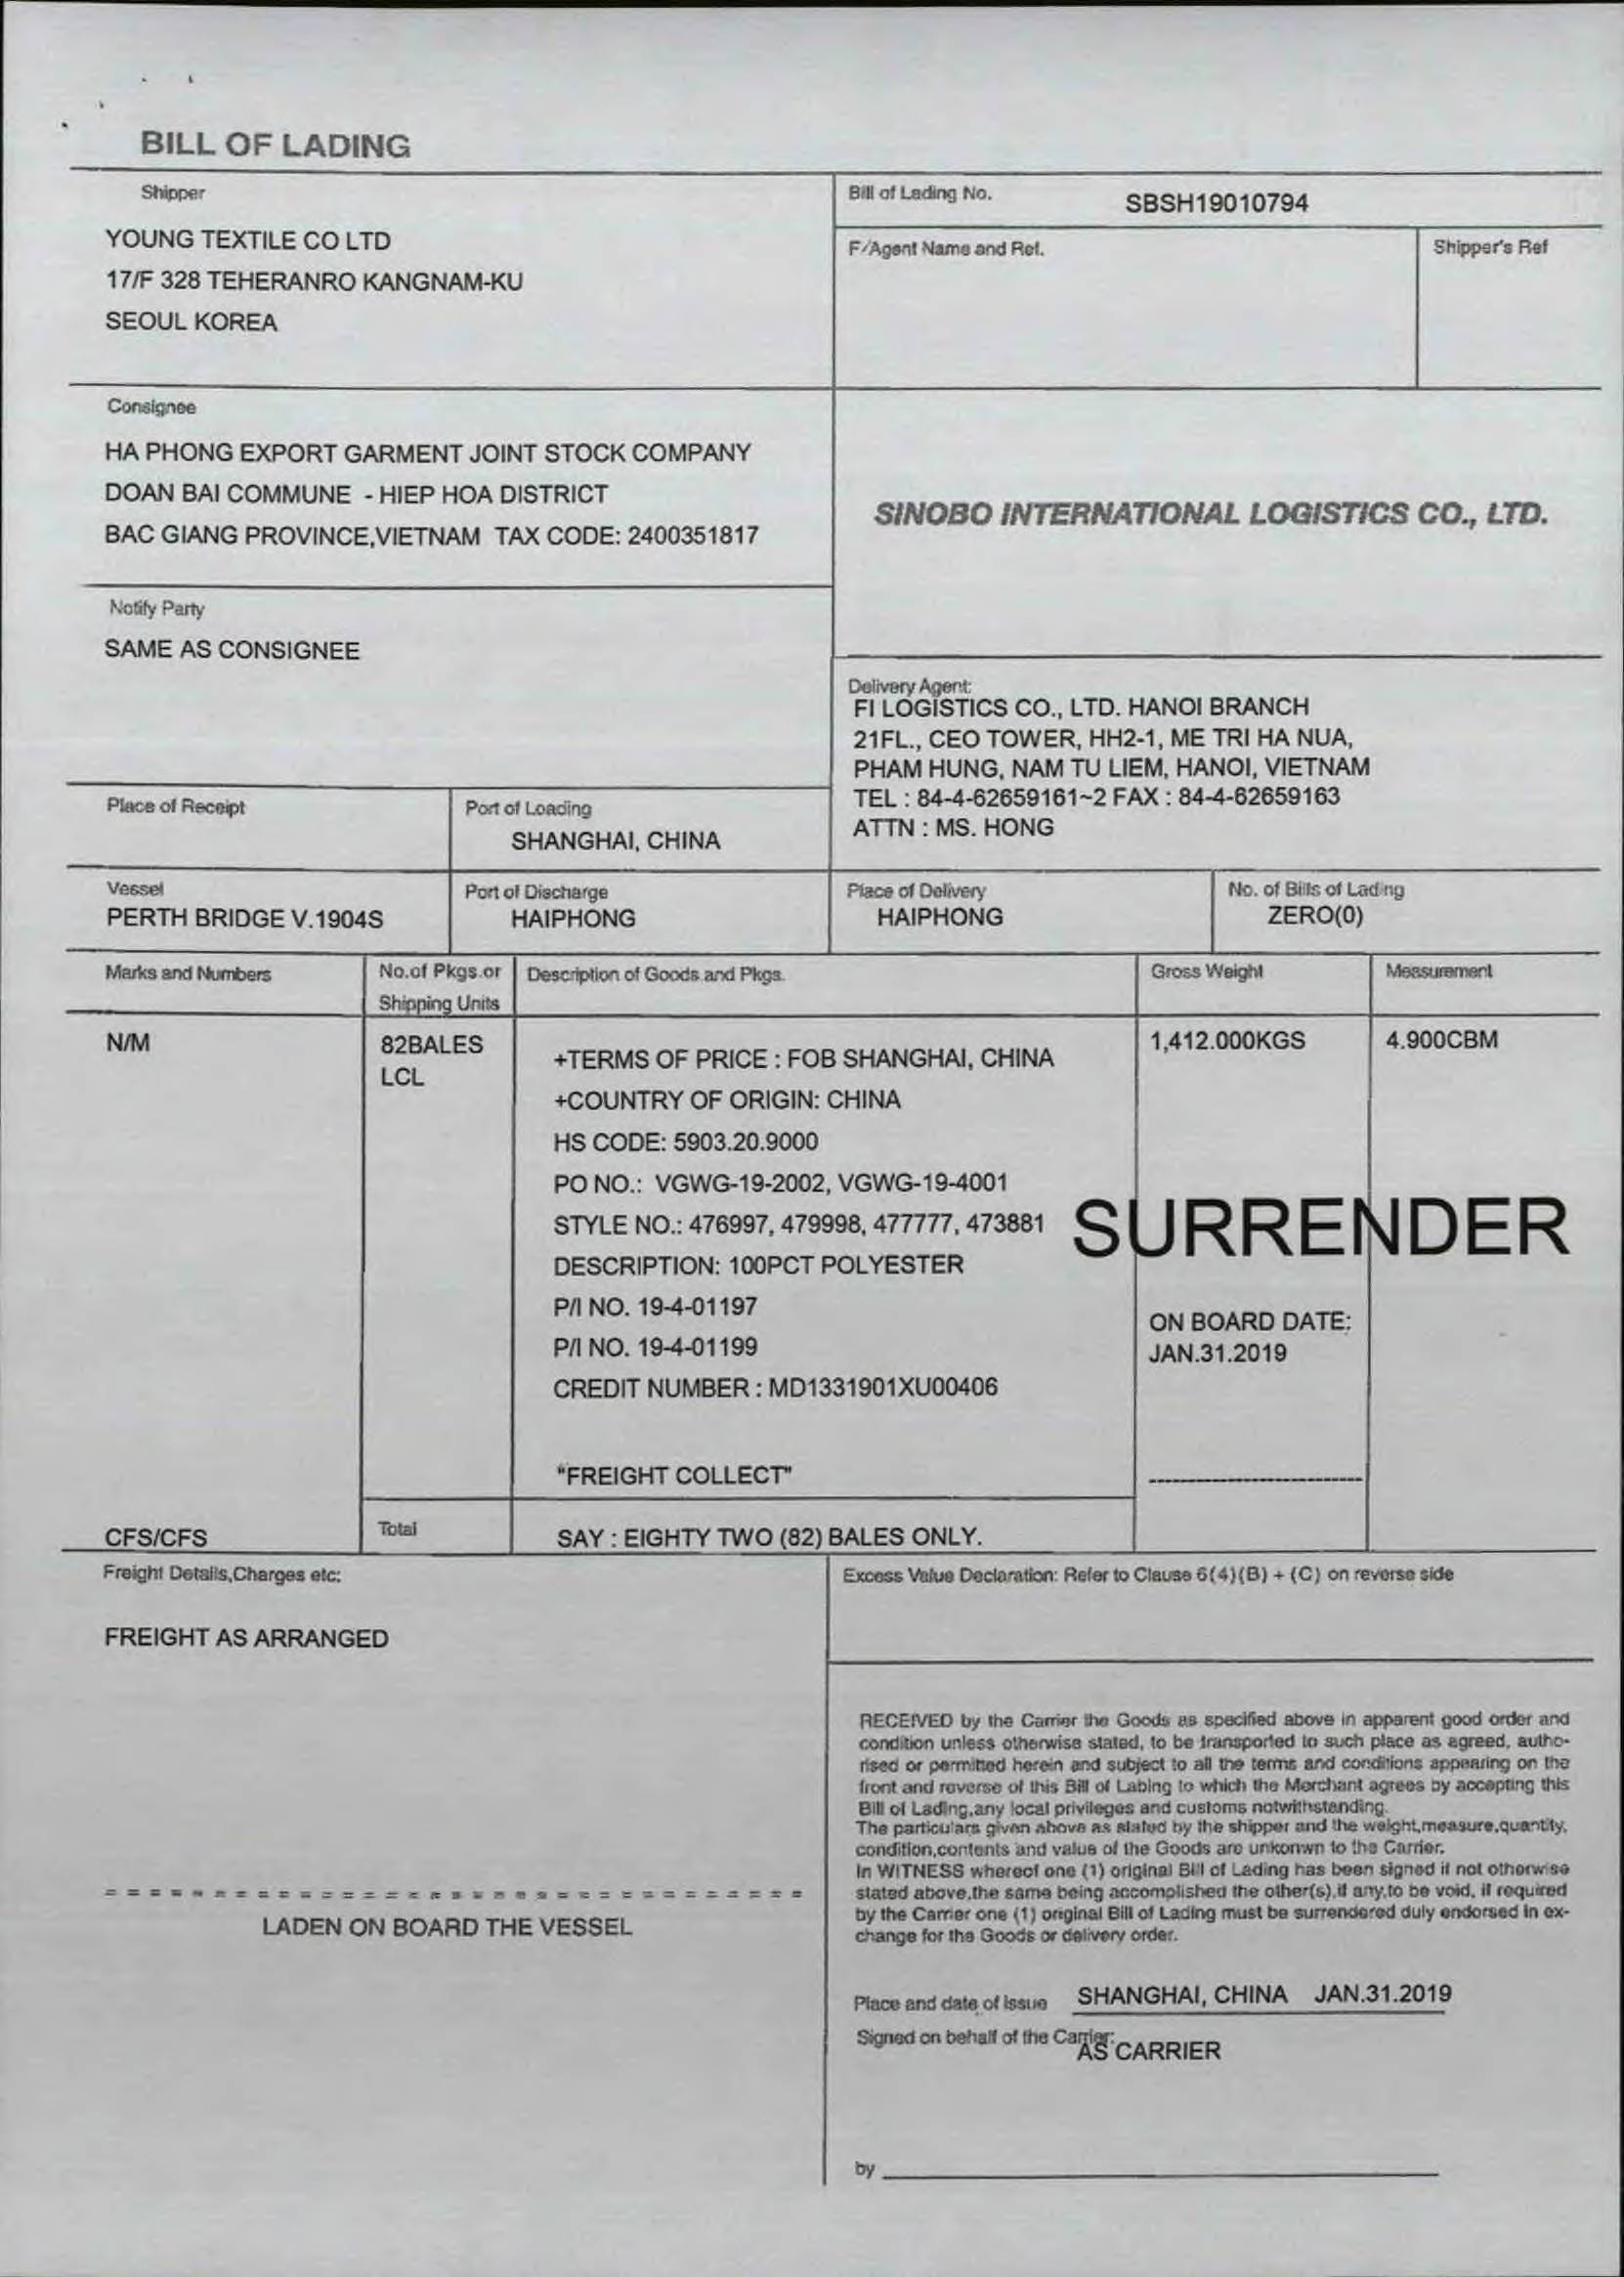 BILL OF LADING
Shipper
YOUNG TEXTILE CO LTD
17/F 328 TEHERANRO KANGNAM-KU
SEOUL KOREA
Bill of Lading No.
SBSH19010794
F/Agent Name and Ref.
Shipper's Ref
Consignee
HA PHONG EXPORT GARMENT JOINT STOCK COMPANY
DOAN BAI COMMUNE - HIEP HOA DISTRICT
BAC GIANG PROVINCE,VIETNAM TAX CODE: 2400351817
SINOBO INTERNATIONAL LOGISTICS CO., LTD.
Notify Party
SAME AS CONSIGNEE
Delivery Agent:
FI LOGISTICS CO., LTD. HANOI BRANCH
21FL., CEO TOWER, HH2-1, ME TRI HA NUA,
PHAM HUNG, NAM TU LIEM, HANOI, VIETNAM
TEL : 84-4-62659161~2 FAX : 84-4-62659163
ATTN : MS. HONG
Place of Receipt
Port of Loading
SHANGHAI, CHINA
Vessel
PERTH BRIDGE V.1904S
Port of Discharge
HAIPHONG
Place of Delivery
HAIPHONG
No. of Bills of Lading
ZERO(0)
Marks and Numbers
No.of Pkgs.or
Shipping Units
Description of Goods and Pkgs.
Gross Weight
Measurement
N/M
82BALES
LCL
+TERMS OF PRICE : FOB SHANGHAI, CHINA
+COUNTRY OF ORIGIN: CHINA
HS CODE: 5903.20.9000
PO NO.: VGWG-19-2002, VGWG-19-4001
STYLE NO.: 476997, 479998, 477777, 473881
DESCRIPTION: 100PCT POLYESTER
P/I NO. 19-4-01197
P/I NO. 19-4-01199
CREDIT NUMBER : MD1331901XU00406
"FREIGHT COLLECT"
1,412.000KGS
4.900CBM
SURRENDER
ON BOARD DATE:
JAN.31.2019
CFS/CFS
Total
SAY : EIGHTY TWO (82) BALES ONLY.
Freight Details,Charges etc:
FREIGHT AS ARRANGED
Excess Value Declaration: Refer to Clause 6(4)(B) + (C) on reverse side
RECEIVED by the Carrier the Goods as specified above in apparent good order and
condition unless otherwise stated, to be transported to such place as agreed, autho-
rised or permitted herein and subject to all the terms and conditions appearing on the
front and reverse of this Bill of Labing to which the Merchant agrees by accepting this
Bill of Lading,any local privileges and customs notwithstanding.
The particulars given above as stated by the shipper and the weight,measure,quantity,
condition,contents and value of the Goods are unkonwn to the Carrier.
In WITNESS whereof one (1) original Bill of Lading has been signed if not otherwise
stated above,the same being accomplished the other(s),if any,to be void, if required
by the Carrier one (1) original Bill of Lading must be surrendered duly endorsed in ex-
change for the Goods or delivery order.
LADEN ON BOARD THE VESSEL
Place and date of issue SHANGHAI, CHINA JAN.31.2019
Signed on behalf of the Carrier:
AS CARRIER
by